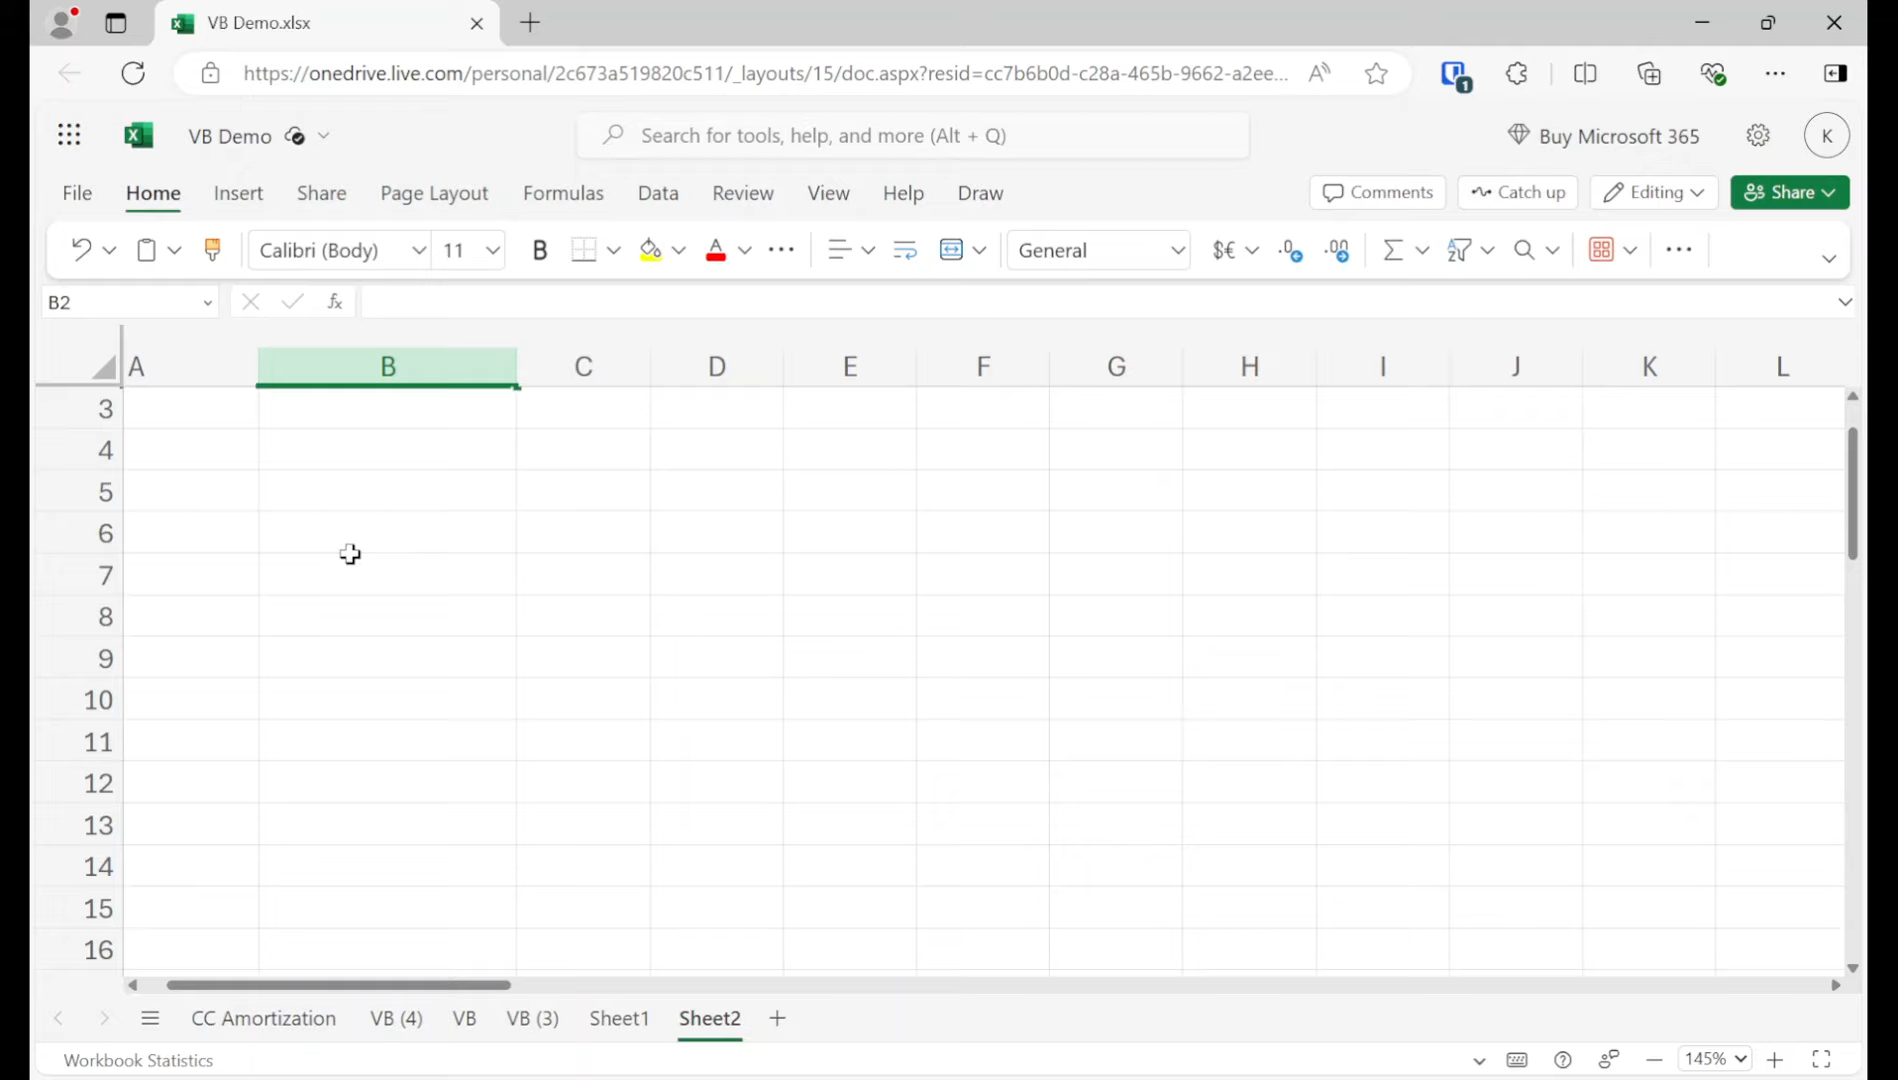 VB Demo.xlsx
https://onedrive.live.com/personal/2c673a519820c511/_layouts/15/doc.aspx?resid=cc7b6b0d-c28a-465b-9662-a2ee...
1
VB Demo
Search for tools, help, and more (Alt + Q)
Buy Microsoft 365
K
File Home Insert Share Page Layout Formulas Data Review View Help Draw
Comments Catch up Editing Share
Calibri (Body) 11 B A General $€ .0 .00
B2 fx
A B C D E F G H I J K L
3
4
5
6
7
8
9
10
11
12
13
14
15
16
CC Amortization VB (4) VB VB (3) Sheet1 Sheet2
Workbook Statistics 145%